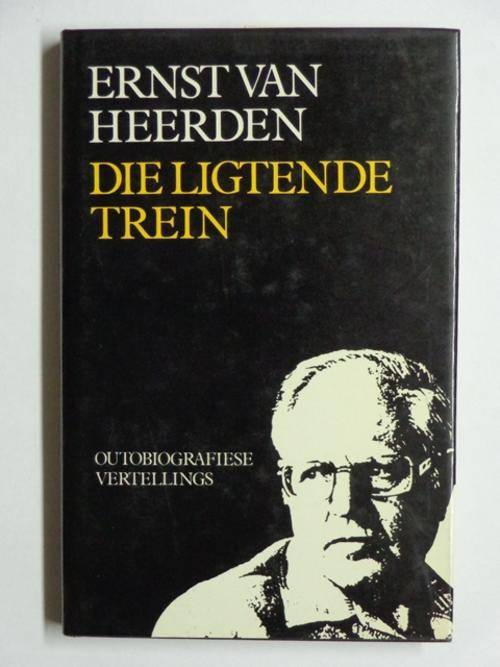 ERNST VAN
HEERDEN
DIE LIGTENDE
TREIN
OUTOBIOGRAFIESE
VERTELLINGS